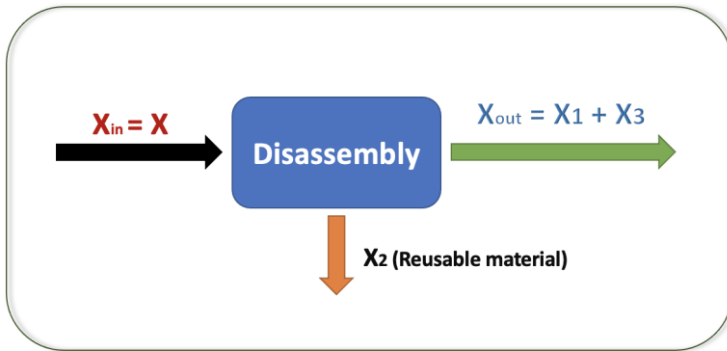 Xin = X
Disassembly
Xout = X1 + X3
X2 (Reusable material)